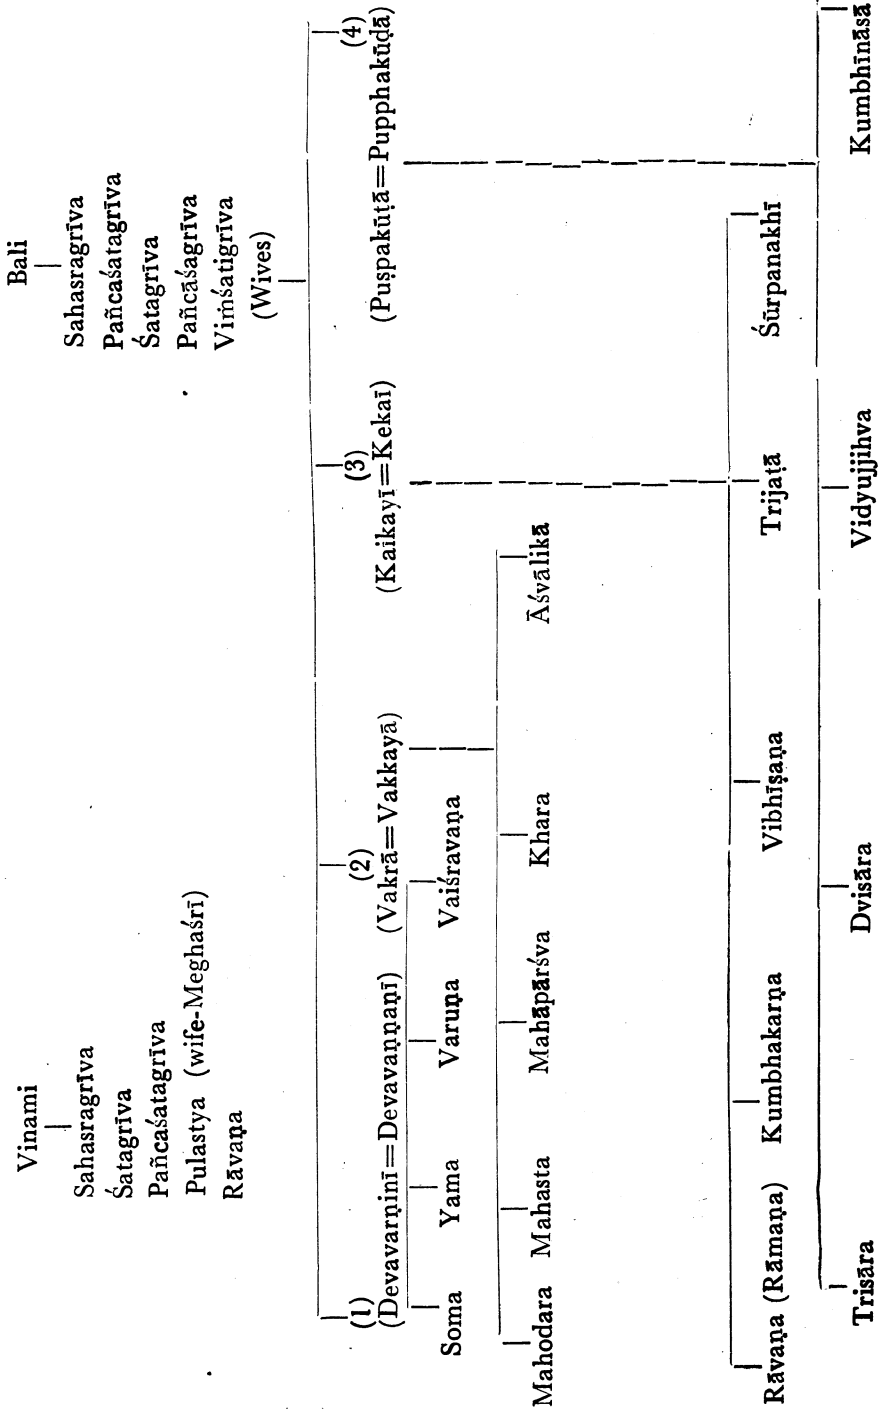 Vinami
Sahasragrīva
Śatagrīva
Pañcaśatagrīva
Pulastya (wife-Meghaśrī)
Rāvaṇa
Bali
Sahasragrīva
Pañcaśatagrīva
Śatagrīva
Pañcāśagrīva
Viṁśatigrīva
(Wives)
(1) (2) (3) (4)
(Devavarṇinī=Devavaṇṇaṇī) (Vakrā=Vakkayā) (Kaikayī=Kekaī) (Puṣpakūṭā=Pupphakūḍā)
Soma Yama Varuṇa Vaiśravaṇa
Mahodara Mahasta Mahāpārśva Khara Āśvālikā
Rāvaṇa (Rāmaṇa) Kumbhakarṇa Vibhīṣaṇa Trijaṭā Śūrpanakhī
Trisāra Dvisāra Vidyujjihva Kumbhīnāsā